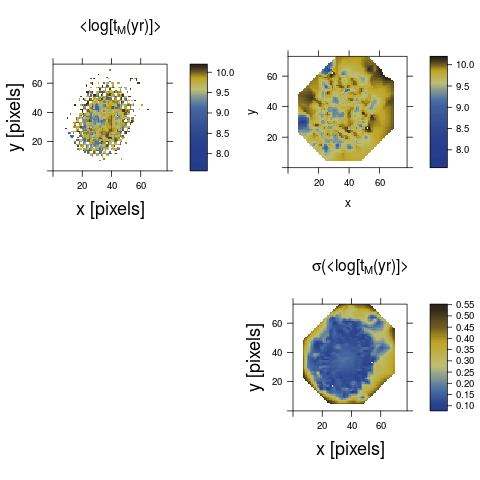 <log[t_M(yr)]>
60
40
20
y [pixels]
20 40 60
x [pixels]
10.0
9.5
9.0
8.5
8.0
60
40
20
y
20 40 60
x
10.0
9.5
9.0
8.5
8.0
σ(<log[t_M(yr)]>
60
40
20
y [pixels]
20 40 60
x [pixels]
0.55
0.50
0.45
0.40
0.35
0.30
0.25
0.20
0.15
0.10